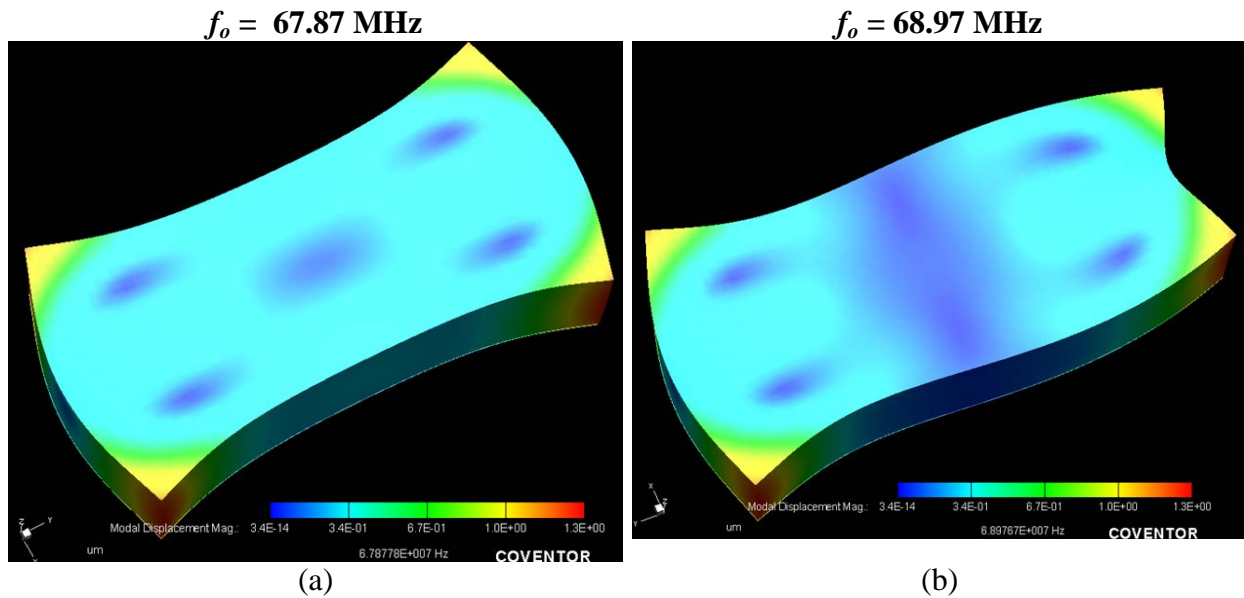 fo = 67.87 MHz
fo = 68.97 MHz
Modal Displacement Mag.: 3.4E-14 3.4E-01 6.7E-01 1.0E+00 1.3E+00
um
6.78778E+007 Hz
COVENTOR
Z
Y
X
(a)
Modal Displacement Mag.: 3.4E-14 3.4E-01 6.7E-01 1.0E+00 1.3E+00
um
6.89767E+007 Hz
COVENTOR
X
Z
Y
(b)